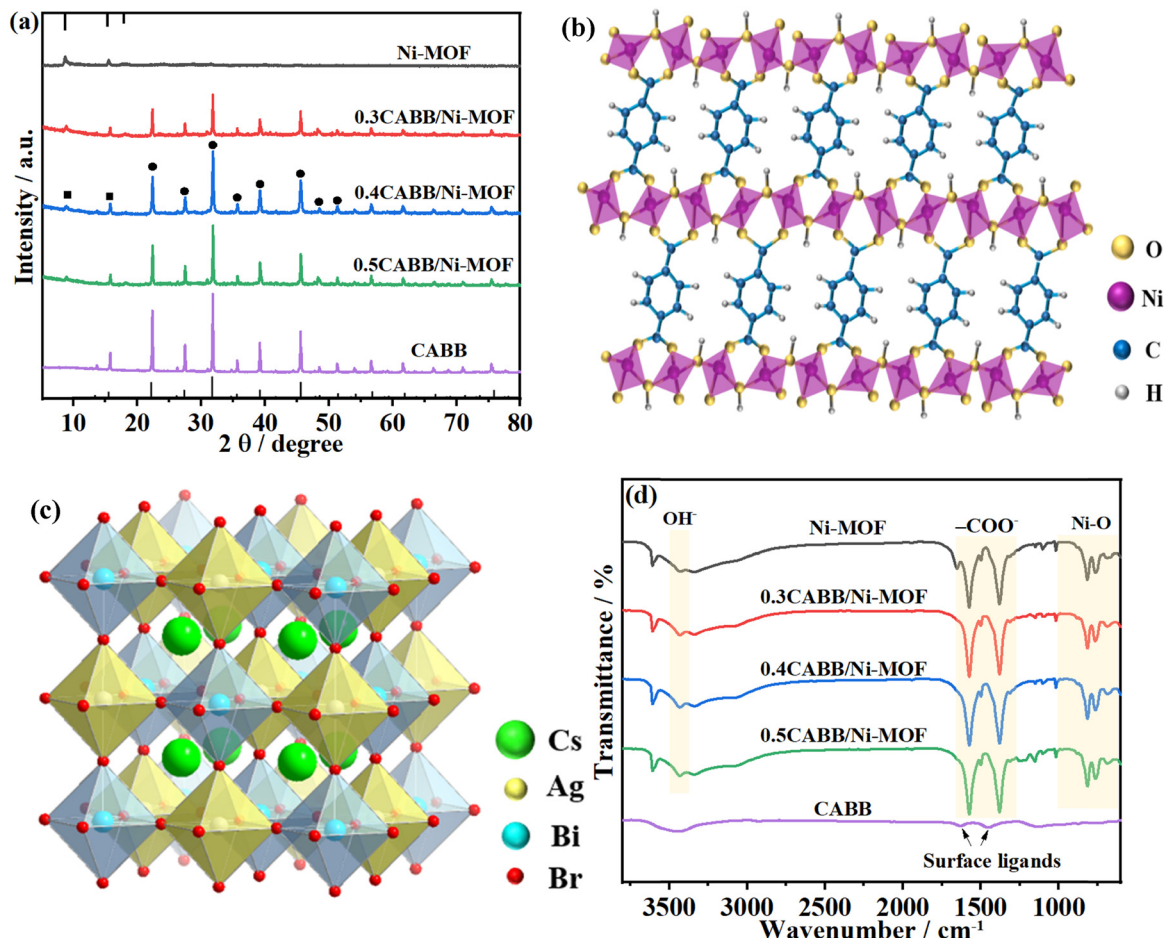 (a)
Ni-MOF
0.3CABB/Ni-MOF
0.4CABB/Ni-MOF
0.5CABB/Ni-MOF
CABB
Intensity / a.u.
10 20 30 40 50 60 70 80
2 θ / degree
(b)
O
Ni
C
H
(c)
Cs
Ag
Bi
Br
(d)
OH⁻
Ni-MOF
–COO⁻
Ni-O
0.3CABB/Ni-MOF
0.4CABB/Ni-MOF
0.5CABB/Ni-MOF
CABB
Surface ligands
Transmittance / %
3500 3000 2500 2000 1500 1000
Wavenumber / cm⁻¹